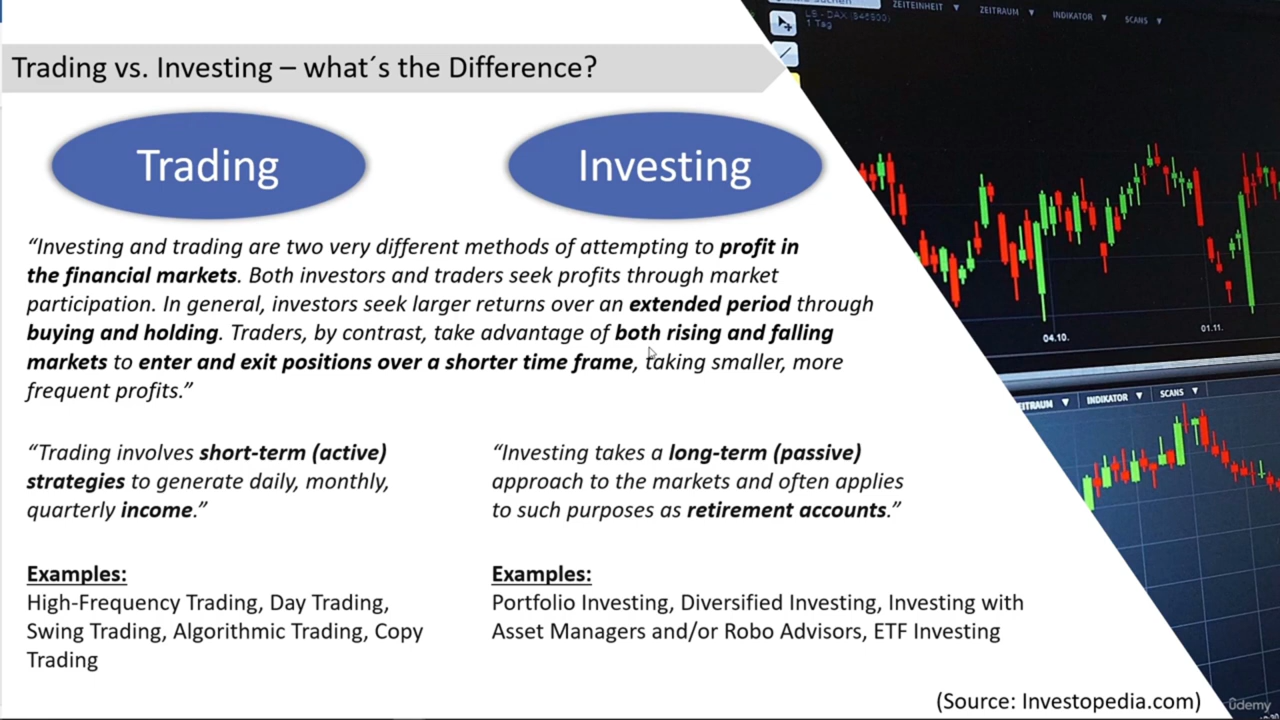 ZEITEINHEIT ▼ ZEITRAUM ▼ INDIKATOR ▼ SCANS ▼
1 Tag
Trading vs. Investing – what´s the Difference?
Trading
Investing
“Investing and trading are two very different methods of attempting to profit in
the financial markets. Both investors and traders seek profits through market
participation. In general, investors seek larger returns over an extended period through
buying and holding. Traders, by contrast, take advantage of both rising and falling
markets to enter and exit positions over a shorter time frame, taking smaller, more
frequent profits.”
04.10.
01.11.
ITRAUM ▼ INDIKATOR ▼ SCANS ▼
“Trading involves short-term (active)
strategies to generate daily, monthly,
quarterly income.”
“Investing takes a long-term (passive)
approach to the markets and often applies
to such purposes as retirement accounts.”
Examples:
High-Frequency Trading, Day Trading,
Swing Trading, Algorithmic Trading, Copy
Trading
Examples:
Portfolio Investing, Diversified Investing, Investing with
Asset Managers and/or Robo Advisors, ETF Investing
(Source: Investopedia.com)
ûdemy